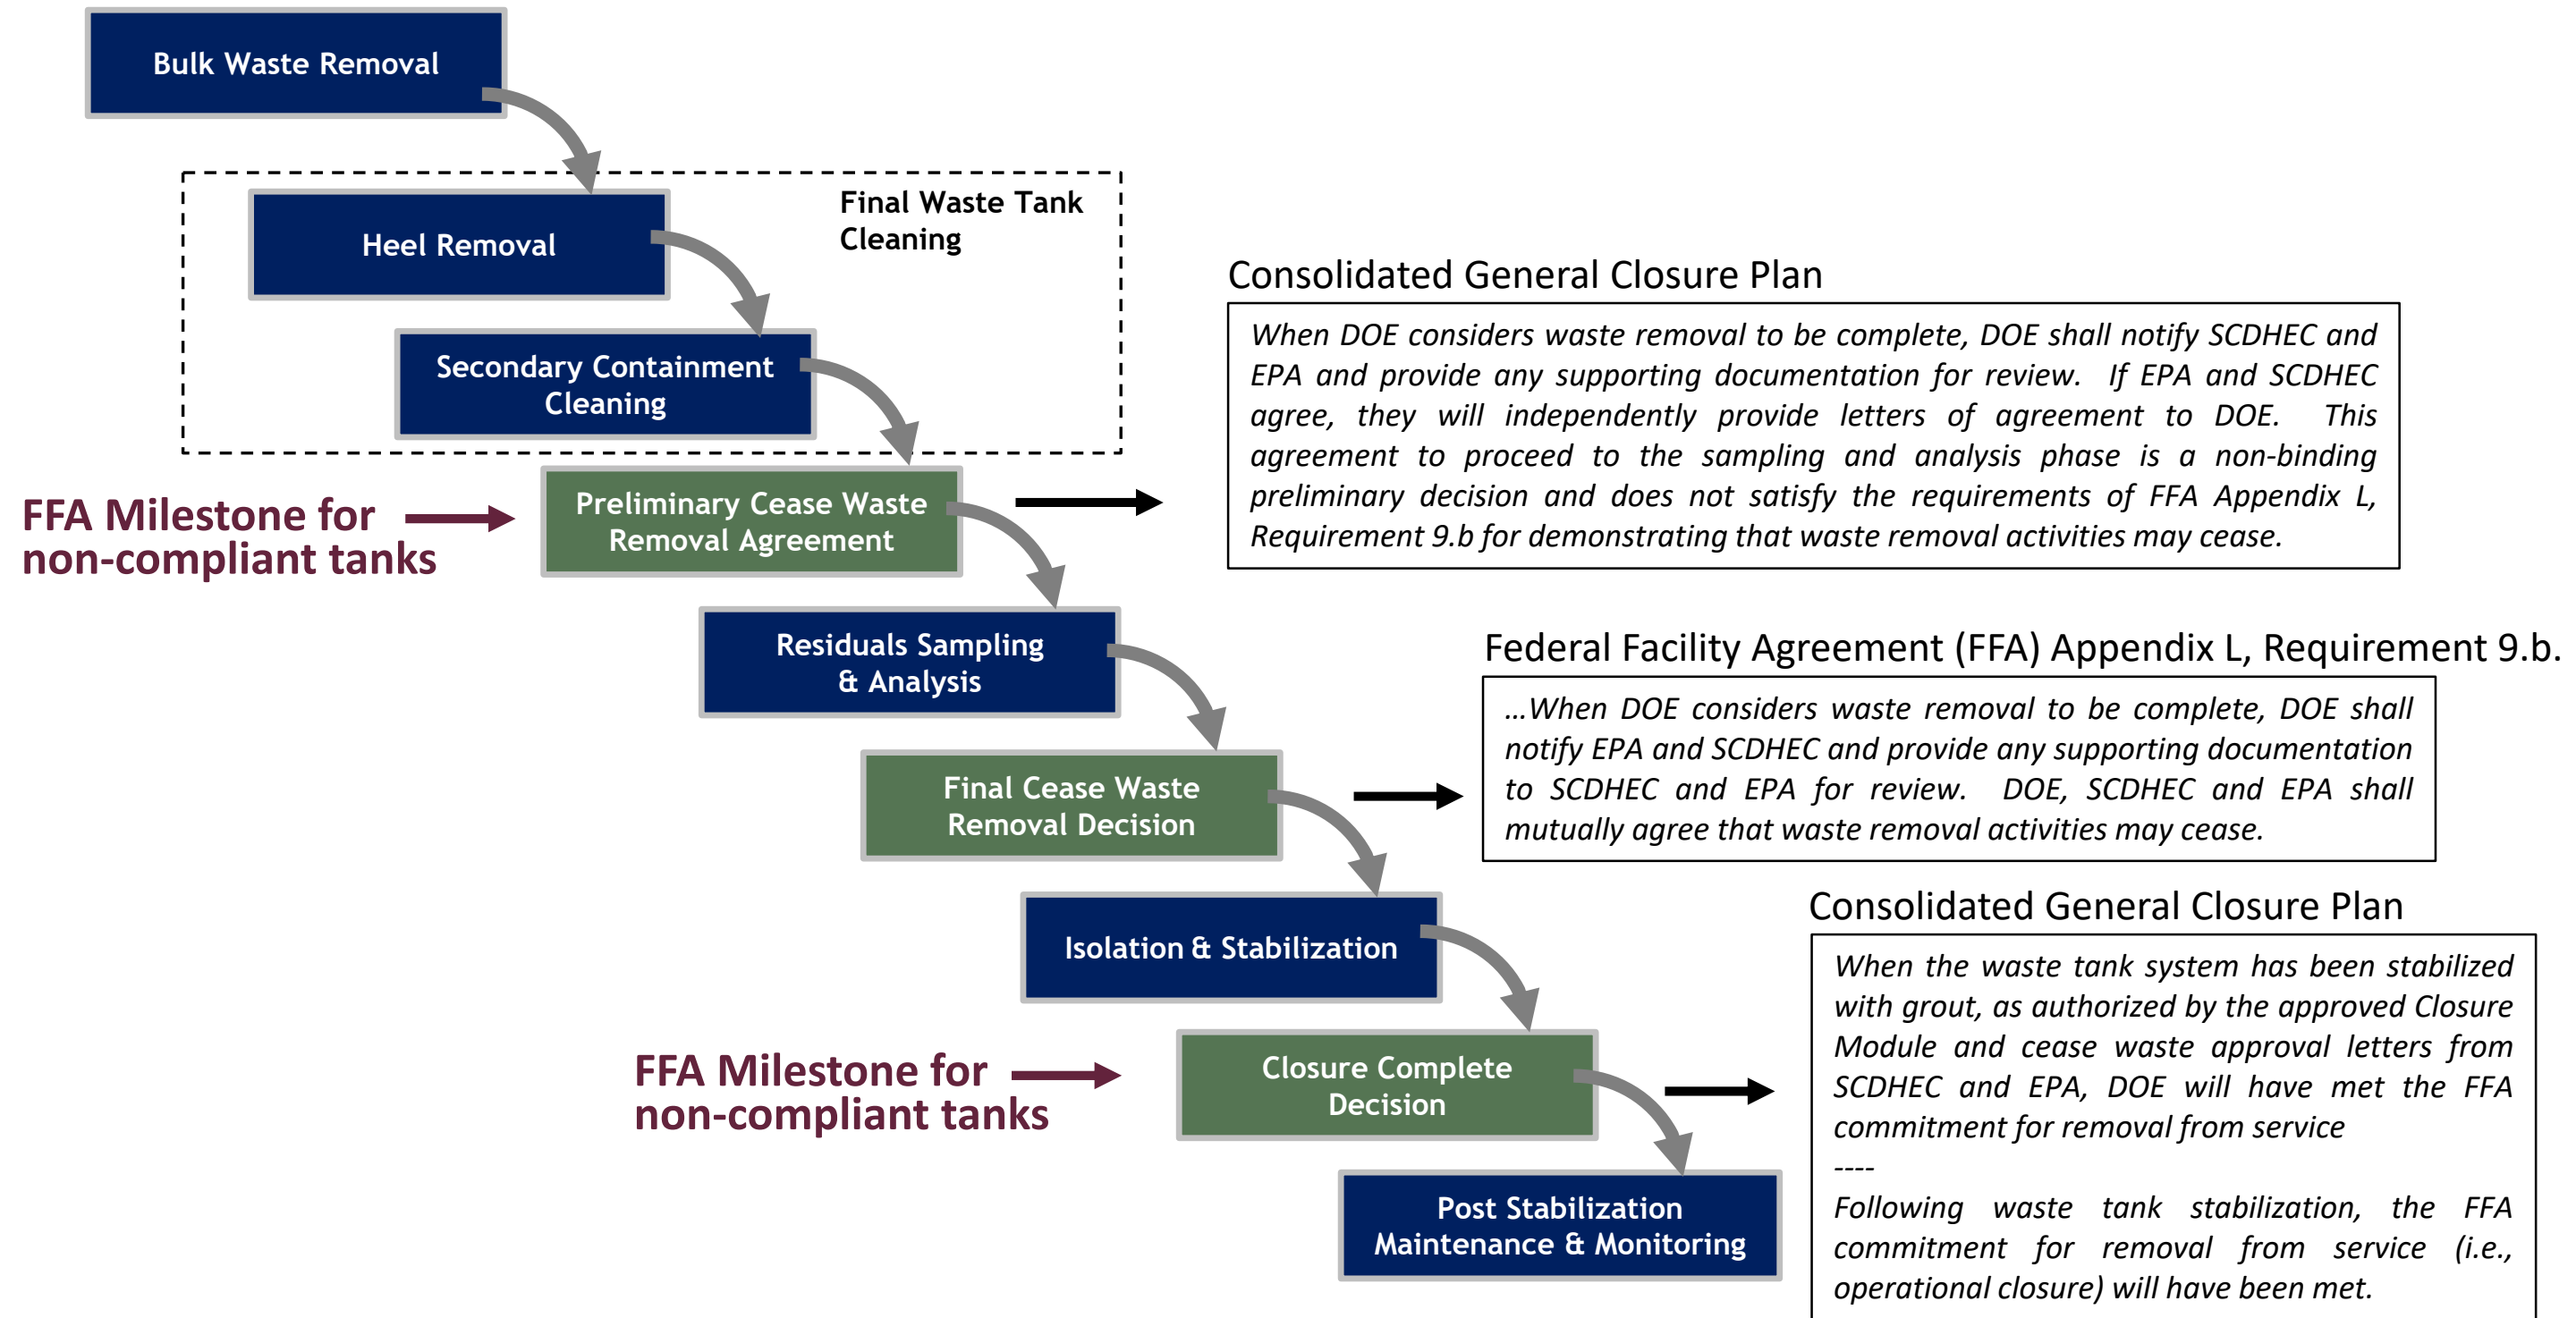 Bulk Waste Removal
Final Waste Tank
Cleaning
Heel Removal
Secondary Containment
Cleaning
Consolidated General Closure Plan
When DOE considers waste removal to be complete, DOE shall notify SCDHEC and
EPA and provide any supporting documentation for review. If EPA and SCDHEC
agree, they will independently provide letters of agreement to DOE. This
agreement to proceed to the sampling and analysis phase is a non-binding
preliminary decision and does not satisfy the requirements of FFA Appendix L,
Requirement 9.b for demonstrating that waste removal activities may cease.
FFA Milestone for
non-compliant tanks
Preliminary Cease Waste
Removal Agreement
Residuals Sampling
& Analysis
Federal Facility Agreement (FFA) Appendix L, Requirement 9.b.
…When DOE considers waste removal to be complete, DOE shall
notify EPA and SCDHEC and provide any supporting documentation
to SCDHEC and EPA for review. DOE, SCDHEC and EPA shall
mutually agree that waste removal activities may cease.
Final Cease Waste
Removal Decision
Isolation & Stabilization
Consolidated General Closure Plan
When the waste tank system has been stabilized
with grout, as authorized by the approved Closure
Module and cease waste approval letters from
SCDHEC and EPA, DOE will have met the FFA
commitment for removal from service
----
Following waste tank stabilization, the FFA
commitment for removal from service (i.e.,
operational closure) will have been met.
FFA Milestone for
non-compliant tanks
Closure Complete
Decision
Post Stabilization
Maintenance & Monitoring